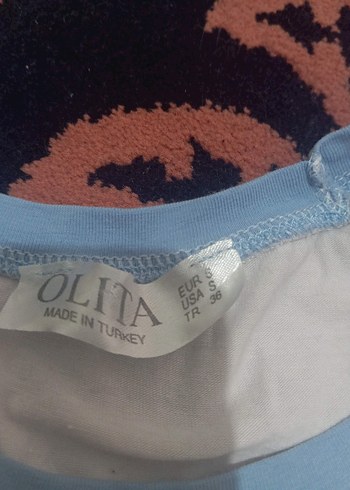 OLITA
MADE IN TURKEY
EUR S
USA S
TR 36